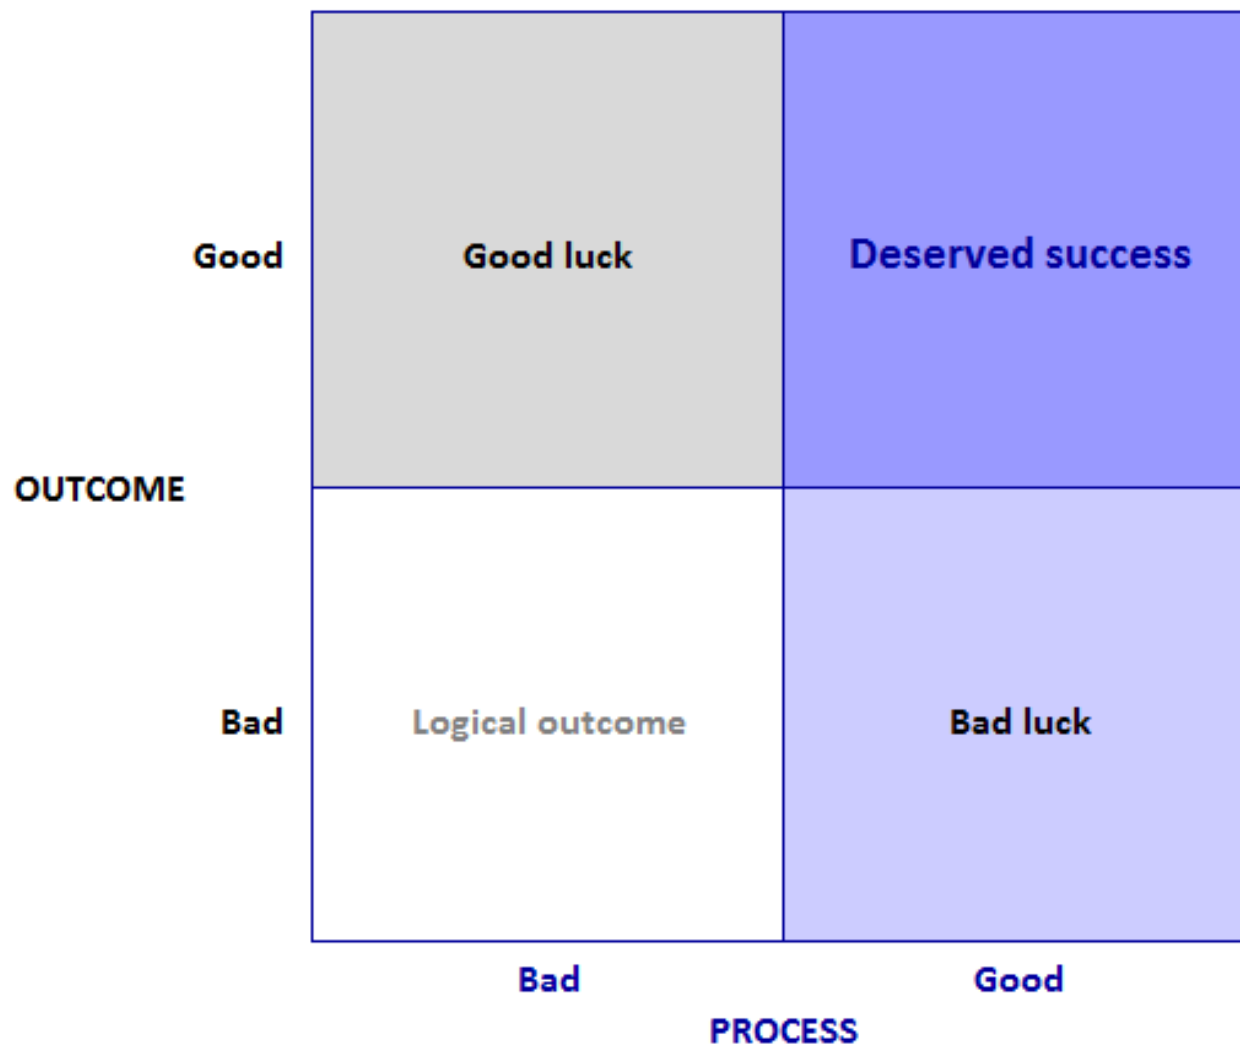 Good
Good luck
Deserved success
OUTCOME
Bad
Logical outcome
Bad luck
Bad
Good
PROCESS